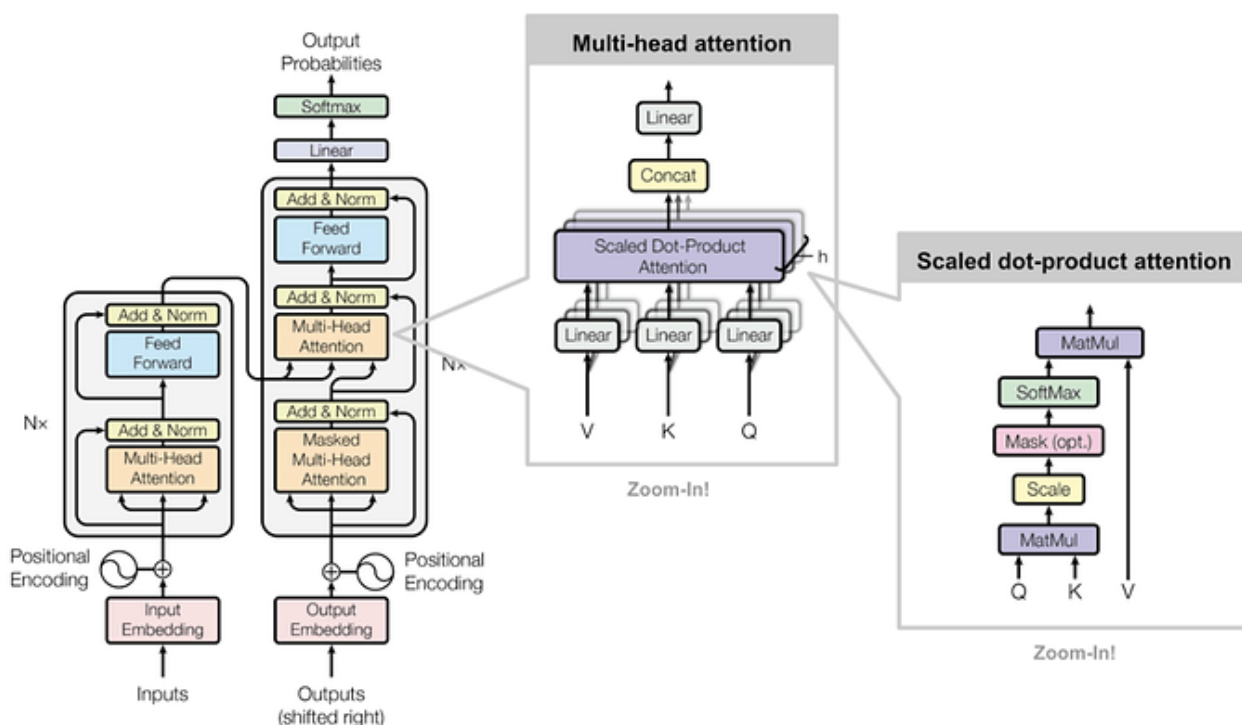 Output
Probabilities
Softmax
Linear
Add & Norm
Feed
Forward
Add & Norm
Multi-Head
Attention
Nx
Add & Norm
Masked
Multi-Head
Attention
Positional
Encoding
Output
Embedding
Outputs
(shifted right)
Add & Norm
Feed
Forward
Nx
Add & Norm
Multi-Head
Attention
Positional
Encoding
Input
Embedding
Inputs
Multi-head attention
Linear
Concat
Scaled Dot-Product
Attention
h
Linear Linear Linear
V K Q
Zoom-In!
Scaled dot-product attention
MatMul
SoftMax
Mask (opt.)
Scale
MatMul
Q K V
Zoom-In!